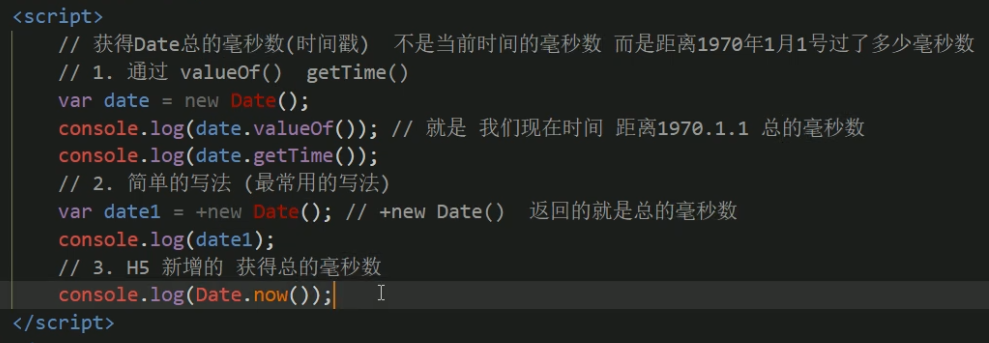 <script>
// 获得Date总的毫秒数(时间戳)  不是当前时间的毫秒数 而是距离1970年1月1号过了多少毫秒数
// 1. 通过 valueOf()  getTime()
var date = new Date();
console.log(date.valueOf()); // 就是 我们现在时间 距离1970.1.1 总的毫秒数
console.log(date.getTime());
// 2. 简单的写法 (最常用的写法)
var date1 = +new Date(); // +new Date()  返回的就是总的毫秒数
console.log(date1);
// 3. H5 新增的 获得总的毫秒数
console.log(Date.now());
</script>